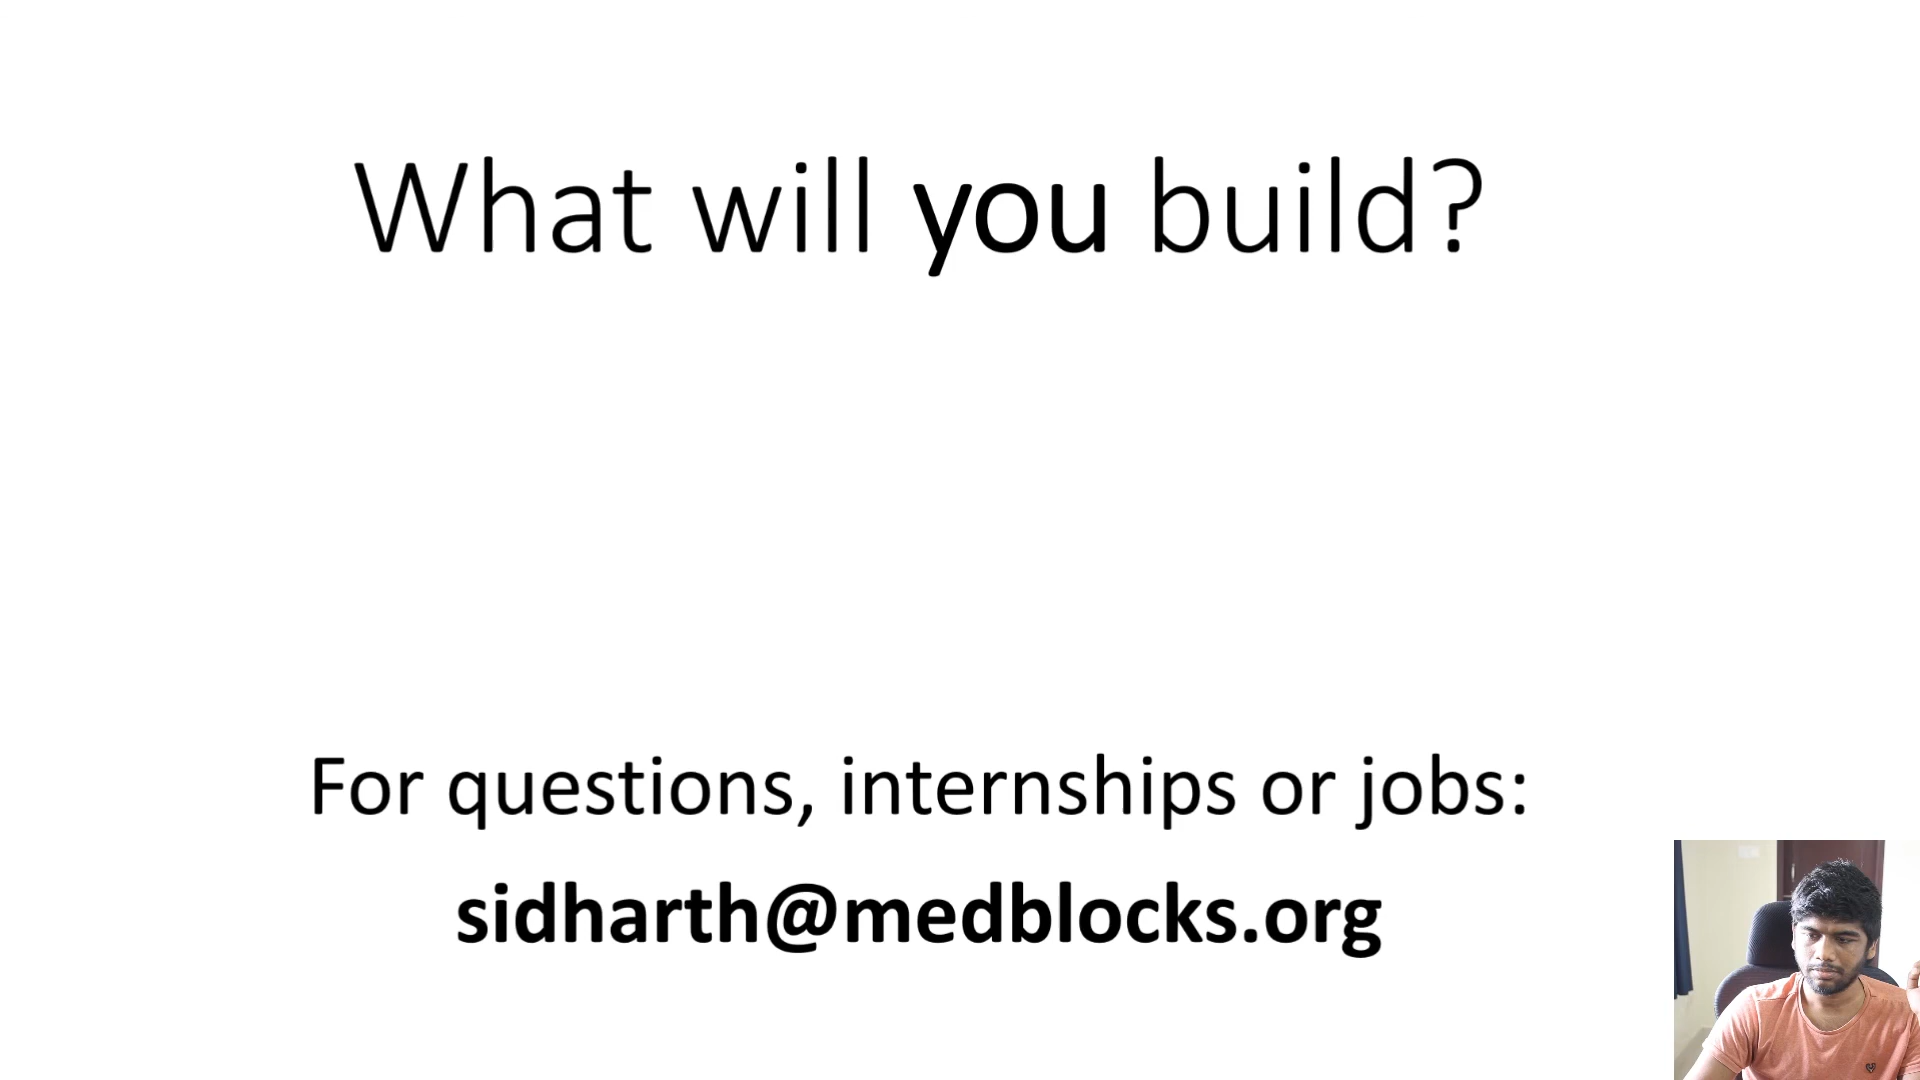 What will you build?
For questions, internships or jobs:
sidharth@medblocks.org